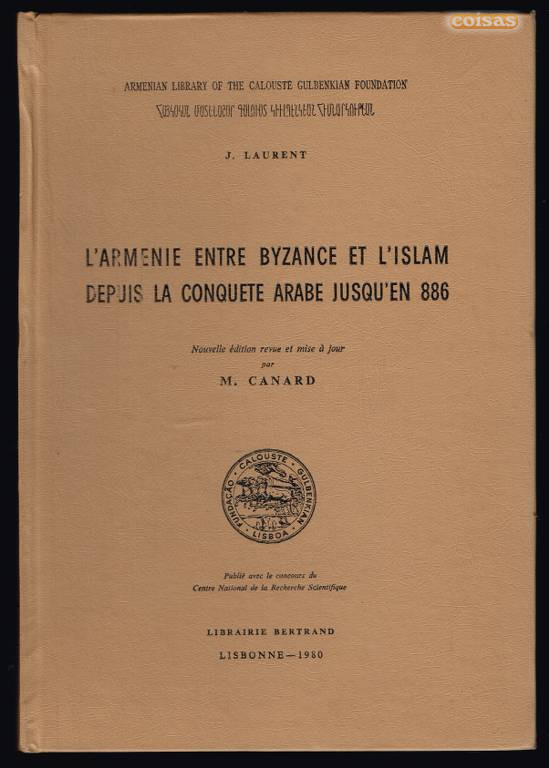 coisas
ARMENIAN LIBRARY OF THE CALOUSTE GULBENKIAN FOUNDATION
J. LAURENT
L'ARMENIE ENTRE BYZANCE ET L'ISLAM
DEPUIS LA CONQUETE ARABE JUSQU'EN 886
Nouvelle édition revue et mise à jour
par
M. CANARD
FUNDAÇÃO · CALOUSTE · GULBENKIAN · LISBOA ·
Publié avec le concours du
Centre National de la Recherche Scientifique
LIBRAIRIE BERTRAND
LISBONNE—1980